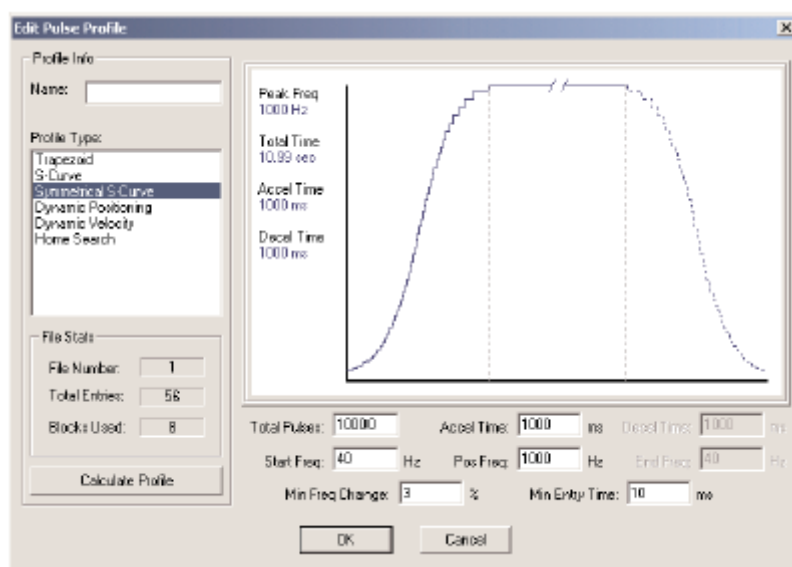 Edit Pulse Profile
Profile Info
Name:
Profile Type:
Trapezoid
S-Curve
Symmetrical S-Curve
Dynamic Positioning
Dynamic Velocity
Home Search
File Stats
File Number: 1
Total Entries: 56
Blocks Used: 8
Calculate Profile
Peak Freq
1000 Hz
Total Time
10.99 sec
Accel Time
1000 ms
Decel Time
1000 ms
Total Pulses: 10000 Accel Time: 1000 ms Decel Time: 1000 ms
Start Freq: 40 Hz Pos Freq: 1000 Hz End Freq: 40 Hz
Min Freq Change: 3 % Min Entry Time: 10 ms
OK Cancel